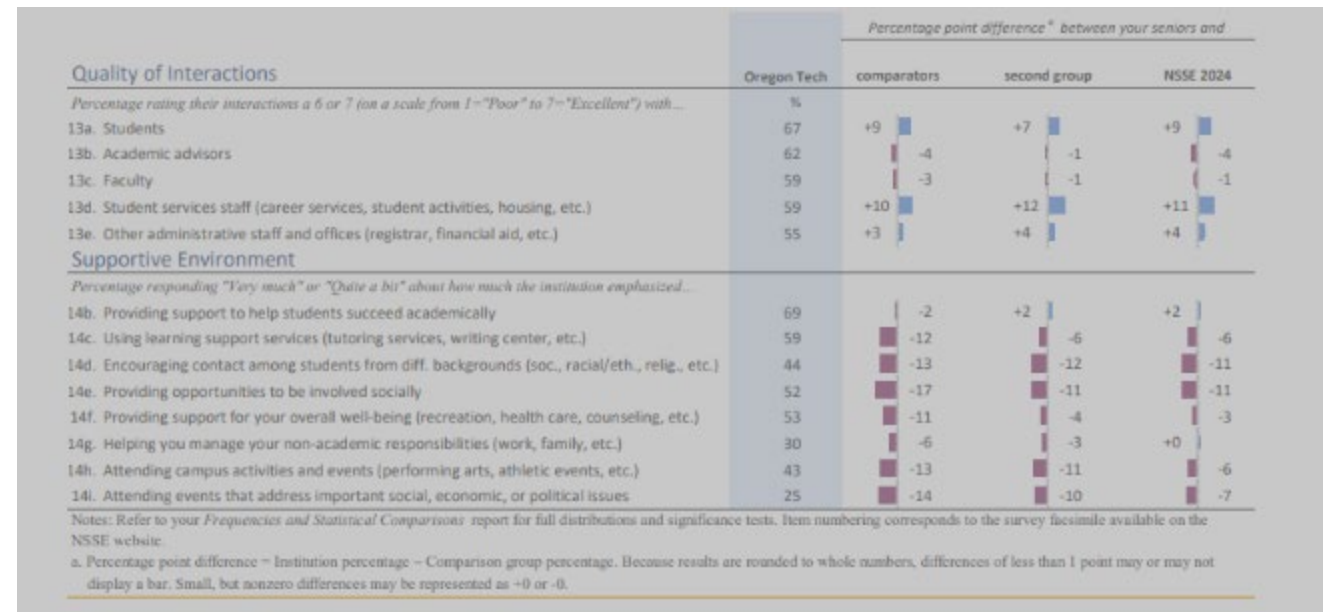 Percentage point difference a between your seniors and
Quality of Interactions Oregon Tech comparators second group NSSE 2024
Percentage rating their interactions a 6 or 7 (on a scale from 1="Poor" to 7="Excellent") with... %
13a. Students 67 +9 +7 +9
13b. Academic advisors 62 -4 -1 -4
13c. Faculty 59 -3 -1 -1
13d. Student services staff (career services, student activities, housing, etc.) 59 +10 +12 +11
13e. Other administrative staff and offices (registrar, financial aid, etc.) 55 +3 +4 +4
Supportive Environment
Percentage responding "Very much" or "Quite a bit" about how much the institution emphasized...
14b. Providing support to help students succeed academically 69 -2 +2 +2
14c. Using learning support services (tutoring services, writing center, etc.) 59 -12 -6 -6
14d. Encouraging contact among students from diff. backgrounds (soc., racial/eth., relig., etc.) 44 -13 -12 -11
14e. Providing opportunities to be involved socially 52 -17 -11 -11
14f. Providing support for your overall well-being (recreation, health care, counseling, etc.) 53 -11 -4 -3
14g. Helping you manage your non-academic responsibilities (work, family, etc.) 30 -6 -3 +0
14h. Attending campus activities and events (performing arts, athletic events, etc.) 43 -13 -11 -6
14i. Attending events that address important social, economic, or political issues 25 -14 -10 -7
Notes: Refer to your Frequencies and Statistical Comparisons report for full distributions and significance tests. Item numbering corresponds to the survey facsimile available on the
NSSE website.
a. Percentage point difference = Institution percentage – Comparison group percentage. Because results are rounded to whole numbers, differences of less than 1 point may or may not
display a bar. Small, but nonzero differences may be represented as +0 or -0.